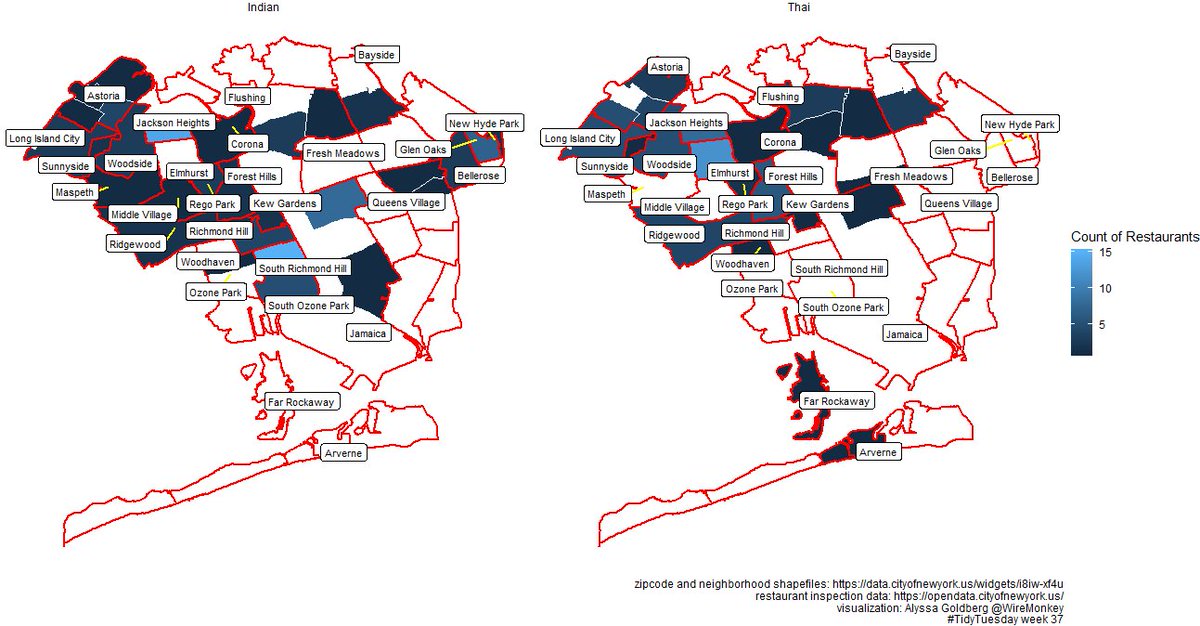 Indian
Thai
Bayside
Astoria
Flushing
Jackson Heights
New Hyde Park
Long Island City
Corona
Glen Oaks
Fresh Meadows
Sunnyside
Woodside
Elmhurst
Forest Hills
Bellerose
Maspeth
Middle Village
Rego Park
Kew Gardens
Queens Village
Ridgewood
Richmond Hill
Woodhaven
South Richmond Hill
Ozone Park
South Ozone Park
Jamaica
Far Rockaway
Arverne
Bayside
Astoria
Flushing
Jackson Heights
New Hyde Park
Long Island City
Corona
Glen Oaks
Sunnyside
Woodside
Elmhurst
Forest Hills
Fresh Meadows
Bellerose
Maspeth
Middle Village
Rego Park
Kew Gardens
Queens Village
Ridgewood
Richmond Hill
Woodhaven
South Richmond Hill
Ozone Park
South Ozone Park
Jamaica
Far Rockaway
Arverne
Count of Restaurants
15
10
5
zipcode and neighborhood shapefiles: https://data.cityofnewyork.us/widgets/i8iw-xf4u
restaurant inspection data: https://opendata.cityofnewyork.us/
visualization: Alyssa Goldberg @WireMonkey
#TidyTuesday week 37